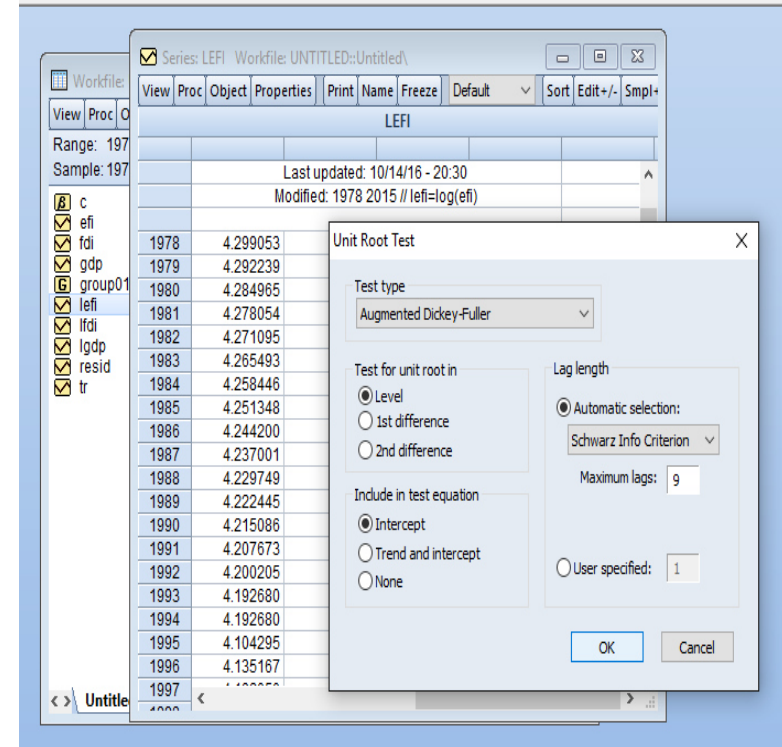 Series: LEFI Workfile: UNTITLED::Untitled\
View Proc Object Properties Print Name Freeze Default Sort Edit+/- Smpl+
LEFI
Last updated: 10/14/16 - 20:30
Modified: 1978 2015 // lefi=log(efi)
1978 4.299053
1979 4.292239
1980 4.284965
1981 4.278054
1982 4.271095
1983 4.265493
1984 4.258446
1985 4.251348
1986 4.244200
1987 4.237001
1988 4.229749
1989 4.222445
1990 4.215086
1991 4.207673
1992 4.200205
1993 4.192680
1994 4.192680
1995 4.104295
1996 4.135167
1997
Workfile:
View Proc O
Range: 197
Sample: 197
β c
efi
fdi
gdp
G group01
lefi
lfdi
lgdp
resid
tr
Untitle
Unit Root Test X
Test type
Augmented Dickey-Fuller
Test for unit root in
Level
1st difference
2nd difference
Include in test equation
Intercept
Trend and intercept
None
Lag length
Automatic selection:
Schwarz Info Criterion
Maximum lags: 9
User specified: 1
OK Cancel